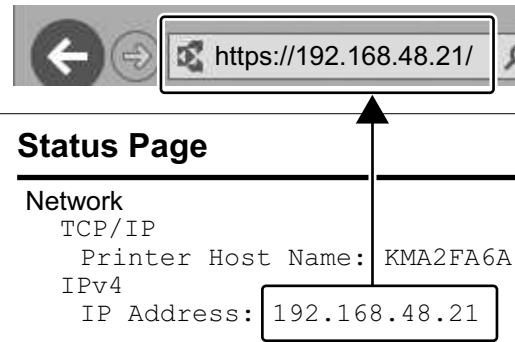 https://192.168.48.21/
Status Page
Network
TCP/IP
Printer Host Name: KMA2FA6A
IPv4
IP Address: 192.168.48.21